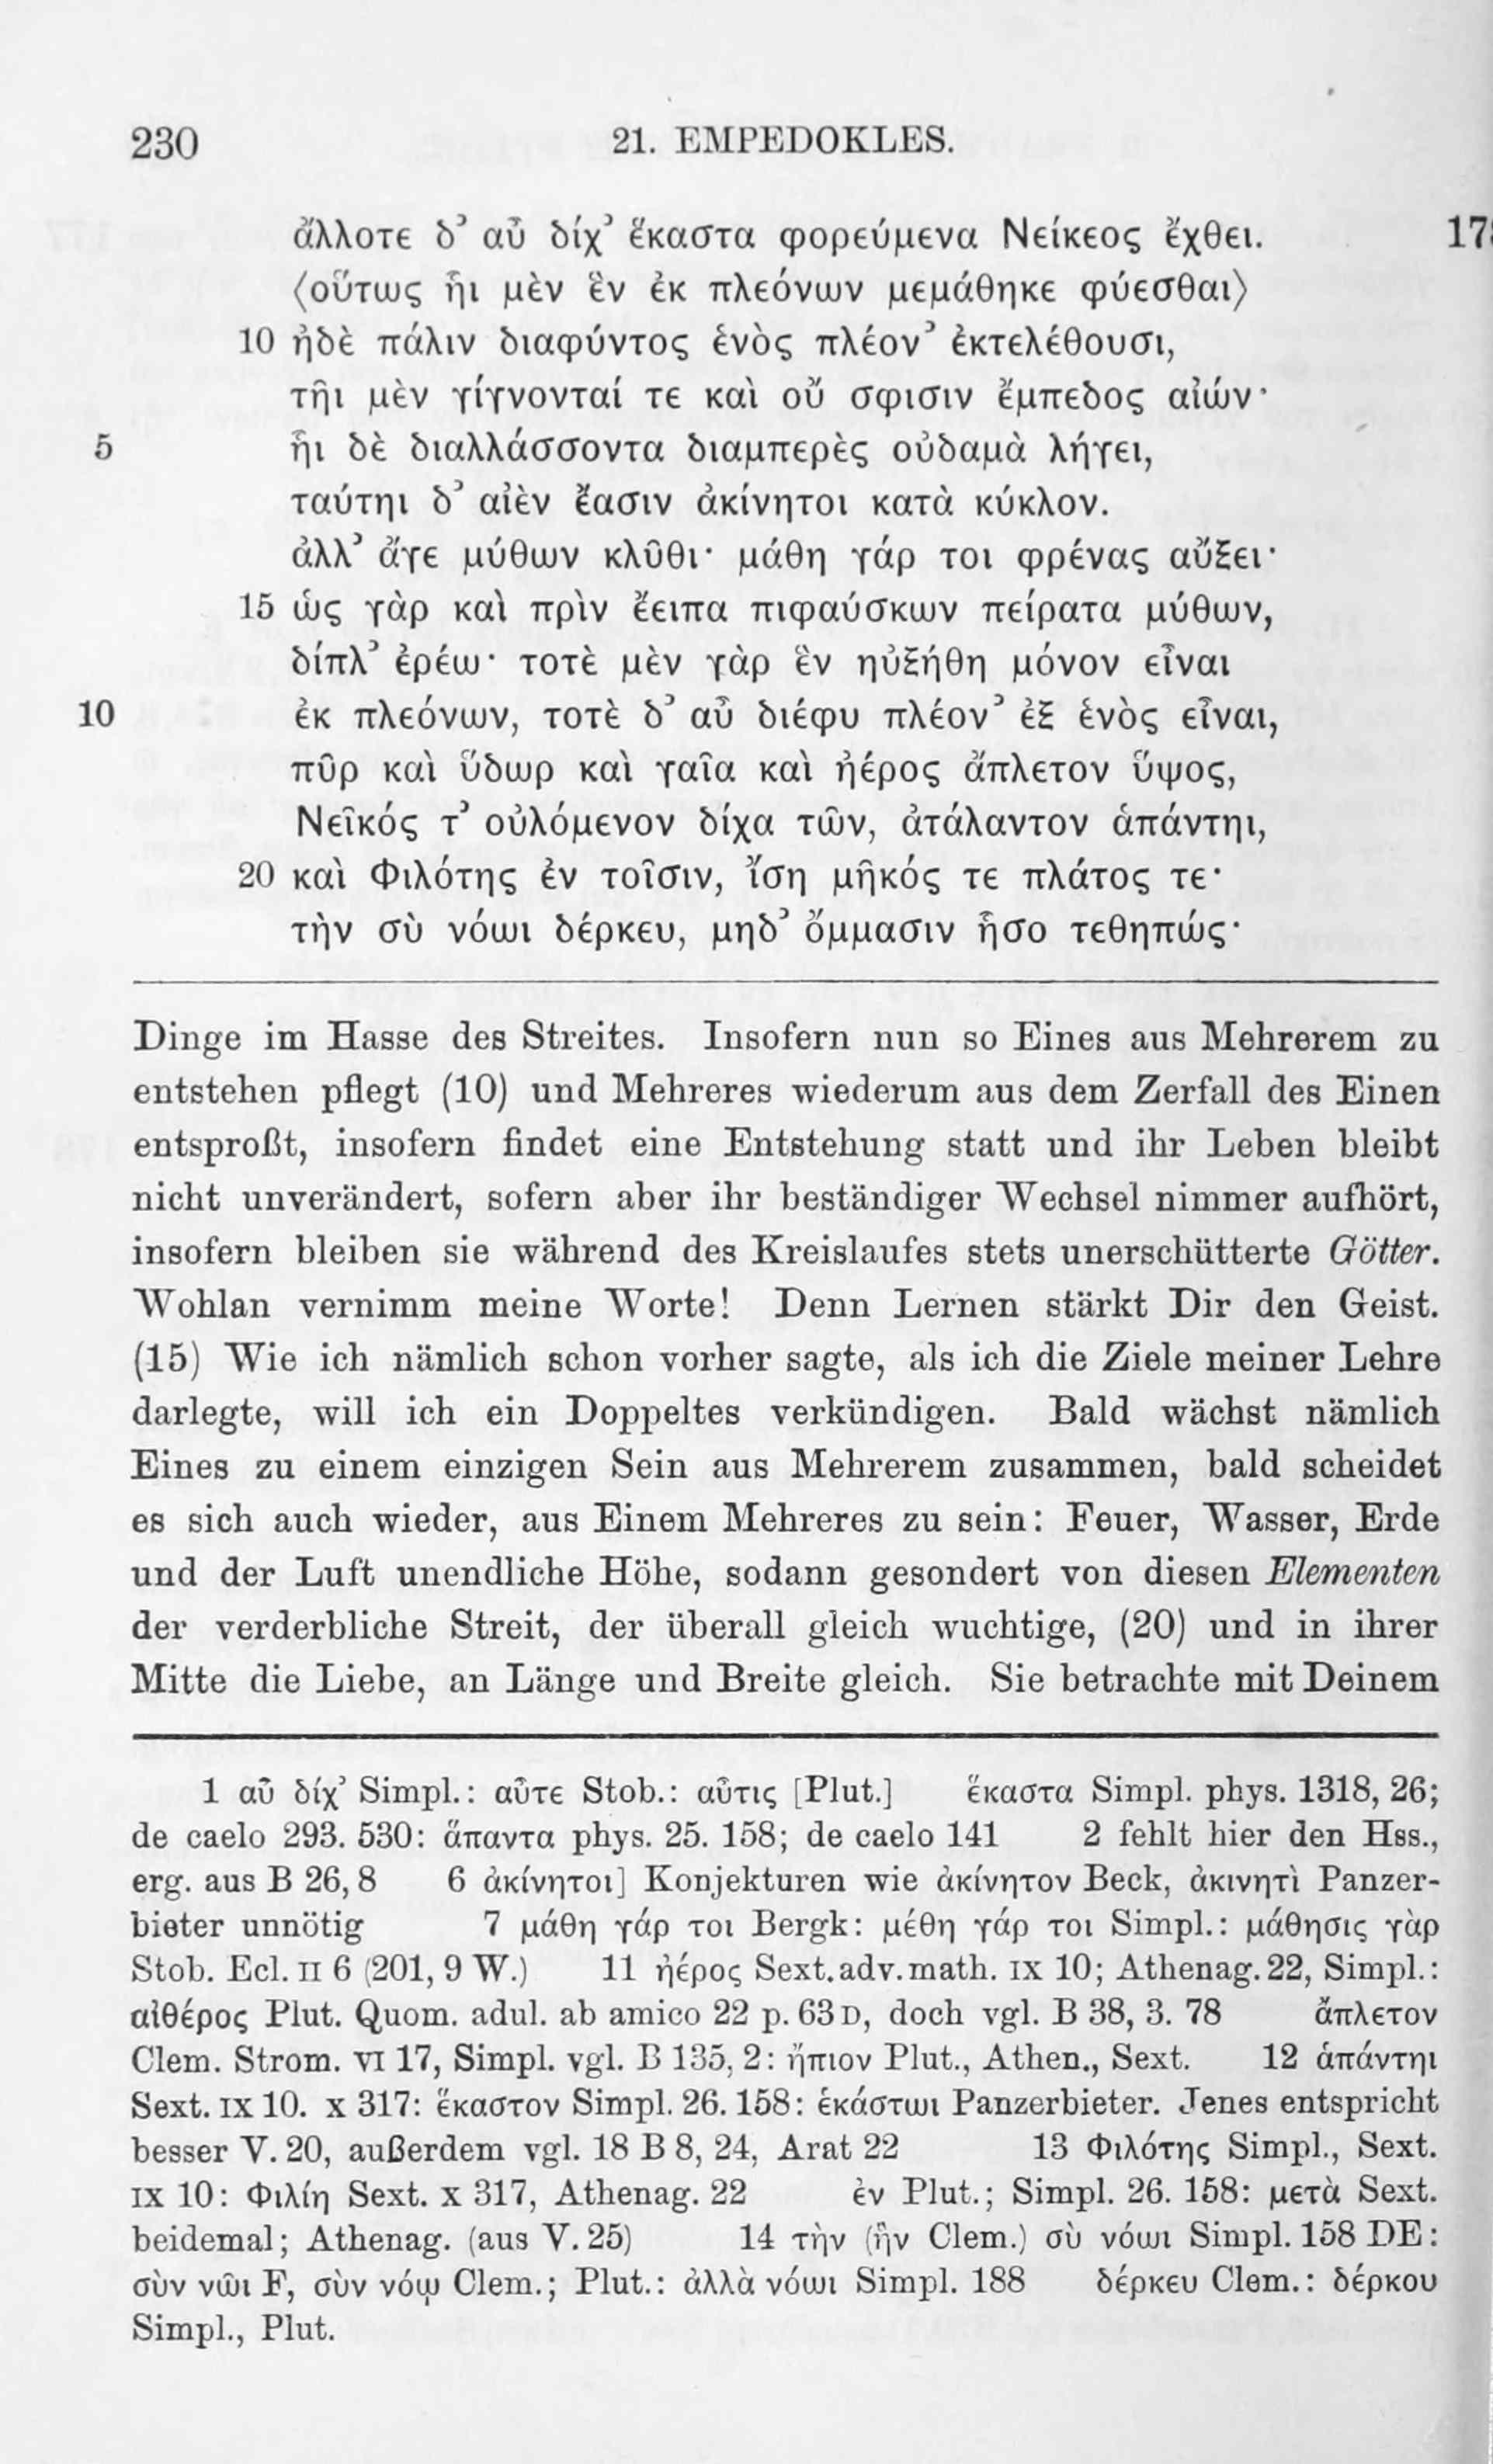 230 21. EMPEDOKLES.
ἄλλοτε δ' αὖ δίχ' ἕκαστα φορεύμενα Νείκεος ἔχθει.
⟨οὕτως ἧι μὲν ἓν ἐκ πλεόνων μεμάθηκε φύεσθαι⟩
10 ἠδὲ πάλιν διαφύντος ἑνὸς πλέον' ἐκτελέθουσι,
τῆι μὲν γίγνονταί τε καὶ οὔ σφισιν ἔμπεδος αἰών·
5 ἧι δὲ διαλλάσσοντα διαμπερὲς οὐδαμὰ λήγει,
ταύτηι δ' αἰὲν ἔασιν ἀκίνητοι κατὰ κύκλον.
ἀλλ' ἄγε μύθων κλῦθι· μάθη γάρ τοι φρένας αὔξει·
15 ὡς γὰρ καὶ πρὶν ἔειπα πιφαύσκων πείρατα μύθων,
δίπλ' ἐρέω· τοτὲ μὲν γὰρ ἓν ηὐξήθη μόνον εἶναι
10 ἐκ πλεόνων, τοτὲ δ' αὖ διέφυ πλέον' ἐξ ἑνὸς εἶναι,
πῦρ καὶ ὕδωρ καὶ γαῖα καὶ ἠέρος ἄπλετον ὕψος,
Νεῖκός τ' οὐλόμενον δίχα τῶν, ἀτάλαντον ἁπάντηι,
20 καὶ Φιλότης ἐν τοῖσιν, ἴση μῆκός τε πλάτος τε·
τὴν σὺ νόωι δέρκευ, μηδ' ὄμμασιν ἧσο τεθηπώς·
Dinge im Hasse des Streites. Insofern nun so Eines aus Mehrerem zu
entstehen pflegt (10) und Mehreres wiederum aus dem Zerfall des Einen
entsproßt, insofern findet eine Entstehung statt und ihr Leben bleibt
nicht unverändert, sofern aber ihr beständiger Wechsel nimmer aufhört,
insofern bleiben sie während des Kreislaufes stets unerschütterte Götter.
Wohlan vernimm meine Worte! Denn Lernen stärkt Dir den Geist.
(15) Wie ich nämlich schon vorher sagte, als ich die Ziele meiner Lehre
darlegte, will ich ein Doppeltes verkündigen. Bald wächst nämlich
Eines zu einem einzigen Sein aus Mehrerem zusammen, bald scheidet
es sich auch wieder, aus Einem Mehreres zu sein: Feuer, Wasser, Erde
und der Luft unendliche Höhe, sodann gesondert von diesen Elementen
der verderbliche Streit, der überall gleich wuchtige, (20) und in ihrer
Mitte die Liebe, an Länge und Breite gleich. Sie betrachte mit Deinem
1 αὖ δίχ' Simpl.: αὖτε Stob.: αὖτις [Plut.] ἕκαστα Simpl. phys. 1318, 26;
de caelo 293. 530: ἅπαντα phys. 25. 158; de caelo 141 2 fehlt hier den Hss.,
erg. aus B 26, 8 6 ἀκίνητοι] Konjekturen wie ἀκίνητον Beck, ἀκινητὶ Panzer-
bieter unnötig 7 μάθη γάρ τοι Bergk: μέθη γάρ τοι Simpl.: μάθησις γὰρ
Stob. Ecl. II 6 (201, 9 W.) 11 ἠέρος Sext. adv. math. IX 10; Athenag. 22, Simpl.:
αἰθέρος Plut. Quom. adul. ab amico 22 p. 63 D, doch vgl. B 38, 3. 78 ἄπλετον
Clem. Strom. VI 17, Simpl. vgl. B 135, 2: ἤπιον Plut., Athen., Sext. 12 ἁπάντηι
Sext. IX 10. X 317: ἕκαστον Simpl. 26. 158: ἑκάστωι Panzerbieter. Jenes entspricht
besser V. 20, außerdem vgl. 18 B 8, 24, Arat 22 13 Φιλότης Simpl., Sext.
IX 10: Φιλίη Sext. X 317, Athenag. 22 ἐν Plut.; Simpl. 26. 158: μετὰ Sext.
beidemal; Athenag. (aus V. 25) 14 τὴν (ἣν Clem.) σὺ νόωι Simpl. 158 DE:
σὺν νῶι F, σὺν νόῳ Clem.; Plut.: ἀλλὰ νόωι Simpl. 188 δέρκευ Clem.: δέρκου
Simpl., Plut.